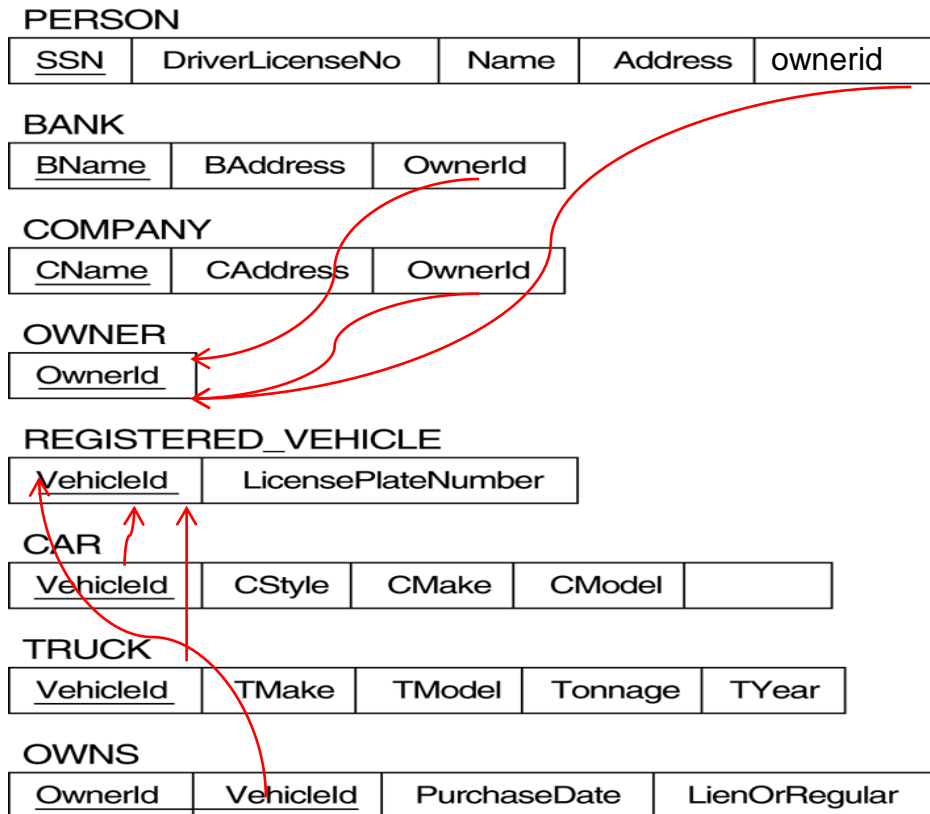 PERSON
SSN DriverLicenseNo Name Address ownerid
BANK
BName BAddress OwnerId
COMPANY
CName CAddress OwnerId
OWNER
OwnerId
REGISTERED_VEHICLE
VehicleId LicensePlateNumber
CAR
VehicleId CStyle CMake CModel
TRUCK
VehicleId TMake TModel Tonnage TYear
OWNS
OwnerId VehicleId PurchaseDate LienOrRegular